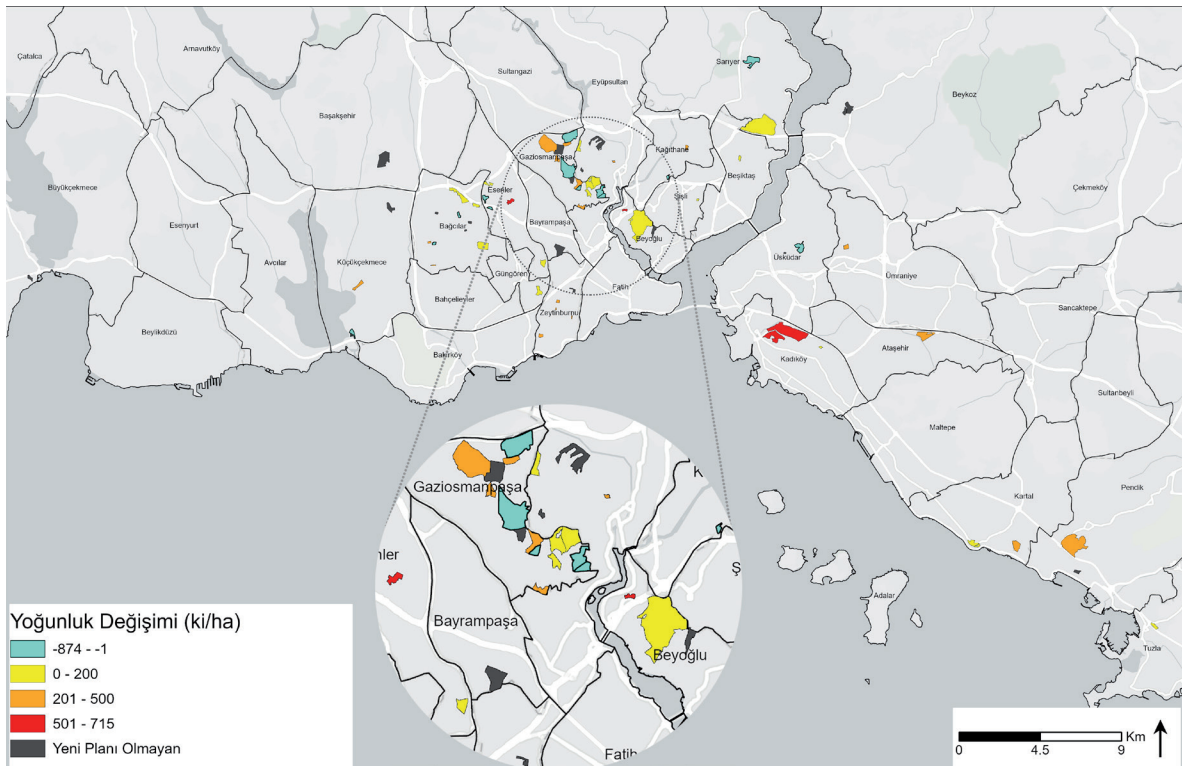 Çatalca
Arnavutköy
Sultangazi
Eyüpsultan
Sarıyer
Beykoz
Başakşehir
Gaziosmanpaşa
Kağıthane
Beşiktaş
Çekmeköy
Büyükçekmece
Esenyurt
Esenler
Şişli
Bağcılar
Bayrampaşa
Beyoğlu
Avcılar
Küçükçekmece
Güngören
Üsküdar
Ümraniye
Fatih
Bahçelievler
Zeytinburnu
Sancaktepe
Beylikdüzü
Bakırköy
Kadıköy
Ataşehir
Sultanbeyli
Maltepe
Kartal
Pendik
Adalar
Tuzla
Gaziosmanpaşa
K
nler
Ş
Bayrampaşa
Beyoğlu
Fatih
Yoğunluk Değişimi (ki/ha)
-874 - -1
0 - 200
201 - 500
501 - 715
Yeni Planı Olmayan
Km
0 4.5 9